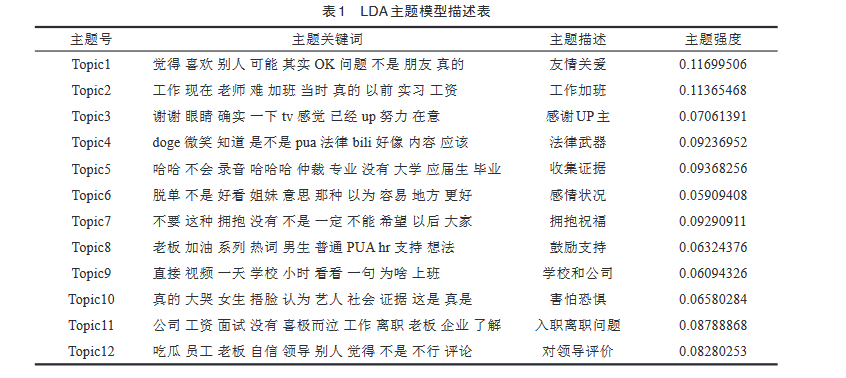 表1 LDA主题模型描述表
主题号 主题关键词 主题描述 主题强度
Topic1 觉得 喜欢 别人 可能 其实 OK 问题 不是 朋友 真的 友情关爱 0.11699506
Topic2 工作 现在 老师 难 加班 当时 真的 以前 实习 工资 工作加班 0.11365468
Topic3 谢谢 眼睛 确实 一下 tv 感觉 已经 up 努力 在意 感谢UP主 0.07061391
Topic4 doge 微笑 知道 是不是 pua 法律 bili 好像 内容 应该 法律武器 0.09236952
Topic5 哈哈 不会 录音 哈哈哈 仲裁 专业 没有 大学 应届生 毕业 收集证据 0.09368256
Topic6 脱单 不是 好看 姐妹 意思 那种 以为 容易 地方 更好 感情状况 0.05909408
Topic7 不要 这种 拥抱 没有 不是 一定 不能 希望 以后 大家 拥抱祝福 0.09290911
Topic8 老板 加油 系列 热词 男生 普通 PUA hr 支持 想法 鼓励支持 0.06324376
Topic9 直接 视频 一天 学校 小时 看看 一句 为啥 上班 学校和公司 0.06094326
Topic10 真的 大哭 女生 捂脸 认为 艺人 社会 证据 这是 真是 害怕恐惧 0.06580284
Topic11 公司 工资 面试 没有 喜极而泣 工作 离职 老板 企业 了解 入职离职问题 0.08788868
Topic12 吃瓜 员工 老板 自信 领导 别人 觉得 不是 不行 评论 对领导评价 0.08280253